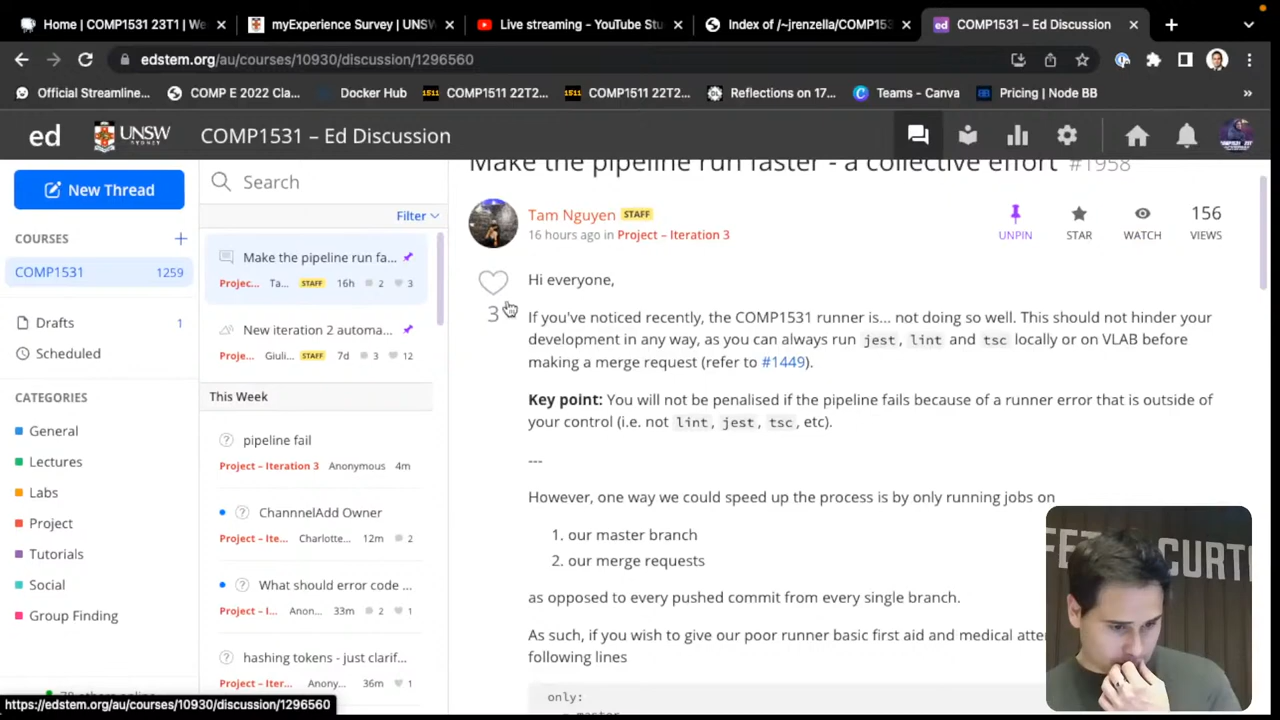 Home | COMP1531 23T1 | We
myExperience Survey | UNSW
Live streaming - YouTube Stu
Index of /~jrenzella/COMP153
ed
COMP1531 – Ed Discussion
edstem.org/au/courses/10930/discussion/1296560
Official Streamline...
COMP E 2022 Cla...
Docker Hub
1511
COMP1511 22T2...
1511
COMP1511 22T2...
Reflections on 17...
Teams - Canva
Pricing | Node BB
»
ed
UNSW
SYDNEY
COMP1531 – Ed Discussion
New Thread
COURSES
COMP1531 1259
Drafts 1
Scheduled
CATEGORIES
General
Lectures
Labs
Project
Tutorials
Social
Group Finding
Search
Filter
Make the pipeline run fa...
Projec... Ta... STAFF 16h 2 3
New iteration 2 automa...
Proje... Giuli... STAFF 7d 3 12
This Week
pipeline fail
Project – Iteration 3 Anonymous 4m
ChannnelAdd Owner
Project – Ite... Charlotte... 12m 2
What should error code ...
Project – I... Anon... 33m 2 1
hashing tokens - just clarif...
Project – Iter... Anony... 36m 1
Make the pipeline run faster - a collective effort #1958
Tam Nguyen STAFF
16 hours ago in Project – Iteration 3
UNPIN
STAR
WATCH
156
VIEWS
3
Hi everyone,
If you've noticed recently, the COMP1531 runner is... not doing so well. This should not hinder your
development in any way, as you can always run jest, lint and tsc locally or on VLAB before
making a merge request (refer to #1449).
Key point: You will not be penalised if the pipeline fails because of a runner error that is outside of
your control (i.e. not lint, jest, tsc, etc).
---
However, one way we could speed up the process is by only running jobs on
1. our master branch
2. our merge requests
as opposed to every pushed commit from every single branch.
As such, if you wish to give our poor runner basic first aid and medical atte
following lines
only:
https://edstem.org/au/courses/10930/discussion/1296560